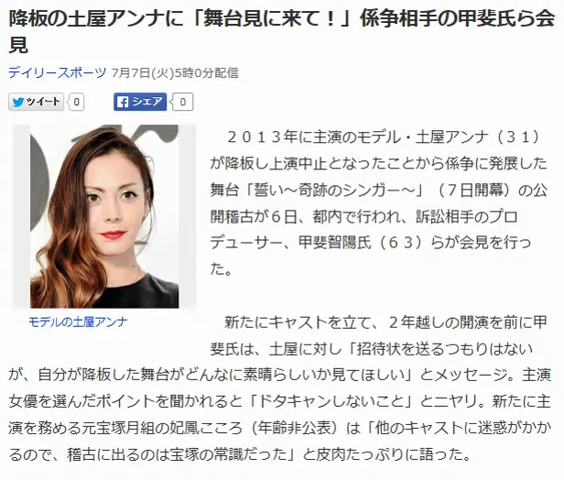 降板の土屋アンナに「舞台見に来て！」係争相手の甲斐氏ら会
見
デイリースポーツ 7月7日(火)5時0分配信
ツイート 0 シェア 0
２０１３年に主演のモデル・土屋アンナ（３１）
が降板し上演中止となったことから係争に発展した
舞台「誓い～奇跡のシンガー～」（７日開幕）の公
開稽古が６日、都内で行われ、訴訟相手のプロ
デューサー、甲斐智陽氏（６３）らが会見を行っ
た。
モデルの土屋アンナ
新たにキャストを立て、２年越しの開演を前に甲
斐氏は、土屋に対し「招待状を送るつもりはない
が、自分が降板した舞台がどんなに素晴らしいか見てほしい」とメッセージ。主演
女優を選んだポイントを聞かれると「ドタキャンしないこと」とニヤリ。新たに主
演を務める元宝塚月組の妃鳳こころ（年齢非公表）は「他のキャストに迷惑がかか
るので、稽古に出るのは宝塚の常識だった」と皮肉たっぷりに語った。